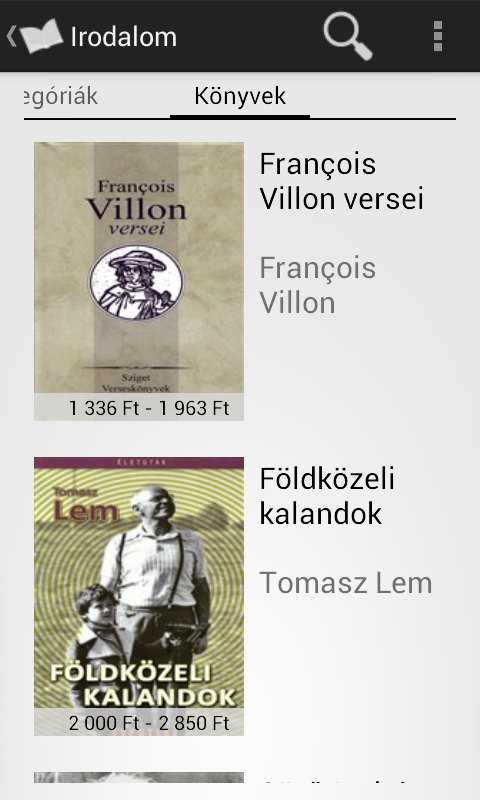 Irodalom
egóriák
Könyvek
François
Villon
versei
Sziget
Verseskönyvek
1 336 Ft - 1 963 Ft
François
Villon versei
François
Villon
ÉLETUTAK
Tomasz
Lem
FÖLDKÖZELI
KALANDOK
2 000 Ft - 2 850 Ft
Földközeli
kalandok
Tomasz Lem